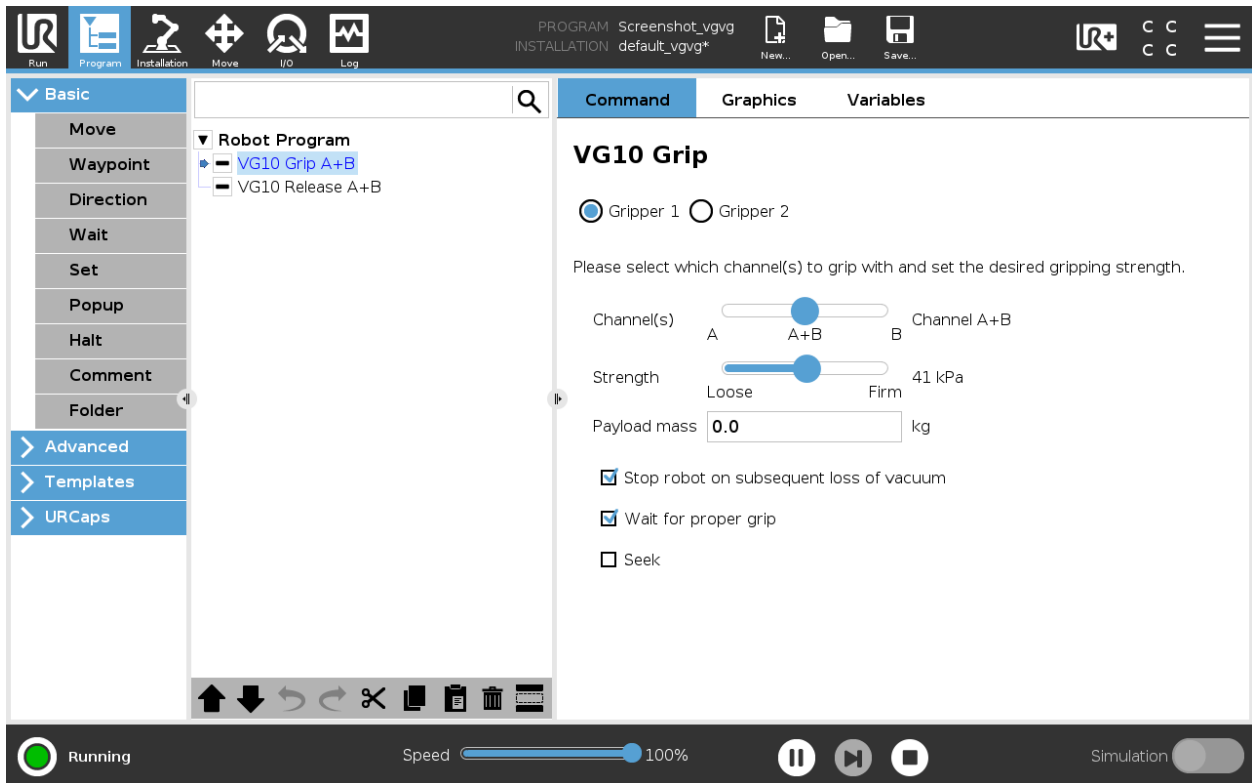 PROGRAM Screenshot_vgvg
INSTALLATION default_vgvg*
UR
Run
Program
Installation
Move
I/O
Log
New...
Open...
Save...
UR+
C C
C C
Basic
Move
Waypoint
Direction
Wait
Set
Popup
Halt
Comment
Folder
Advanced
Templates
URCaps
Robot Program
VG10 Grip A+B
VG10 Release A+B
Command Graphics Variables
VG10 Grip
Gripper 1 Gripper 2
Please select which channel(s) to grip with and set the desired gripping strength.
Channel(s) Channel A+B
A A+B B
Strength 41 kPa
Loose Firm
Payload mass 0.0 kg
Stop robot on subsequent loss of vacuum
Wait for proper grip
Seek
Running
Speed 100%
Simulation